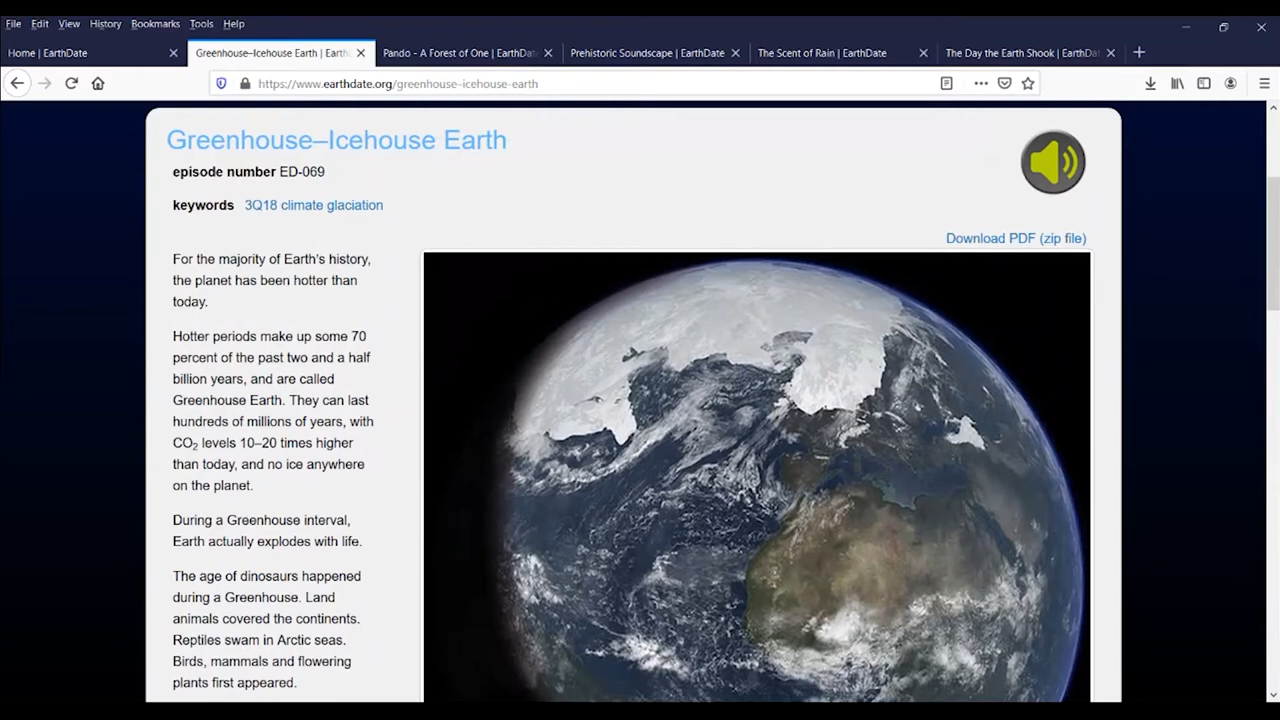 File Edit View History Bookmarks Tools Help
Home | EarthDate Greenhouse–Icehouse Earth | Earth Pando - A Forest of One | EarthDa Prehistoric Soundscape | EarthDate The Scent of Rain | EarthDate The Day the Earth Shook | EarthDat
https://www.earthdate.org/greenhouse-icehouse-earth
Greenhouse–Icehouse Earth
episode number ED-069
keywords 3Q18 climate glaciation
Download PDF (zip file)
For the majority of Earth's history,
the planet has been hotter than
today.
Hotter periods make up some 70
percent of the past two and a half
billion years, and are called
Greenhouse Earth. They can last
hundreds of millions of years, with
CO₂ levels 10–20 times higher
than today, and no ice anywhere
on the planet.
During a Greenhouse interval,
Earth actually explodes with life.
The age of dinosaurs happened
during a Greenhouse. Land
animals covered the continents.
Reptiles swam in Arctic seas.
Birds, mammals and flowering
plants first appeared.